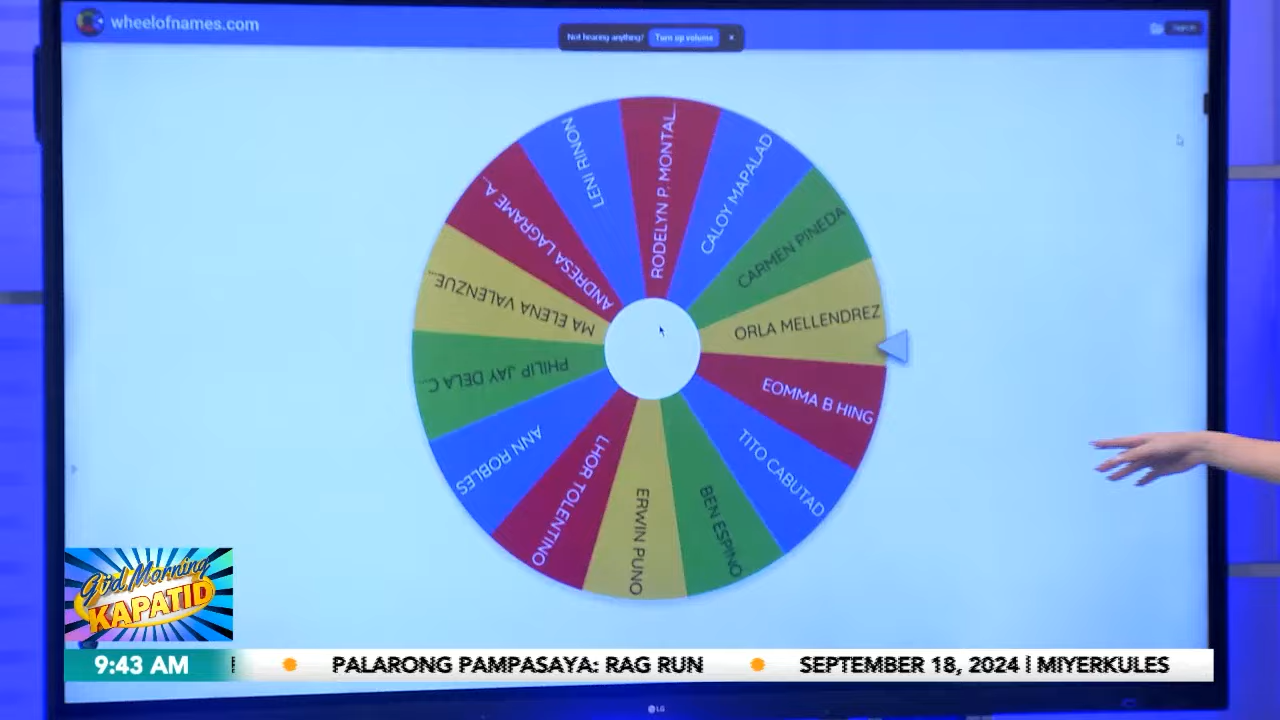 wheelofnames.com
Not hearing anything?
Turn up volume
×
LENI RINON
RODELYN P. MONTAL...
CALOY MAPALAD
CARMEN PINEDA
ORLA MELLENDREZ
EOMMA B HING
TITO CABUTAD
BEN ESPINO
ERWIN PUNO
LHOR TOLENTINO
ANN ROBLES
PHILIP JAY DELA C...
MA ELENA VALENZUE...
ANDRESA LAGRAME A...
Gud Morning
KAPATID
9:43 AM
PALARONG PAMPASAYA: RAG RUN
SEPTEMBER 18, 2024 | MIYERKULES
LG